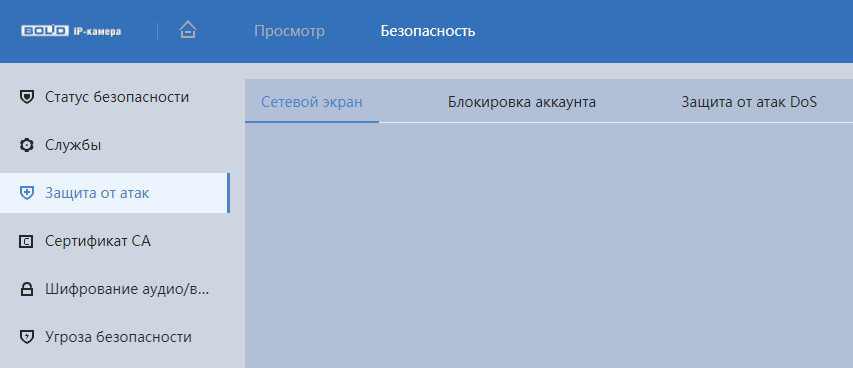 BOLID IP-камера
Просмотр
Безопасность
Статус безопасности
Службы
Защита от атак
Сертификат CA
Шифрование аудио/в...
Угроза безопасности
Сетевой экран
Блокировка аккаунта
Защита от атак DoS